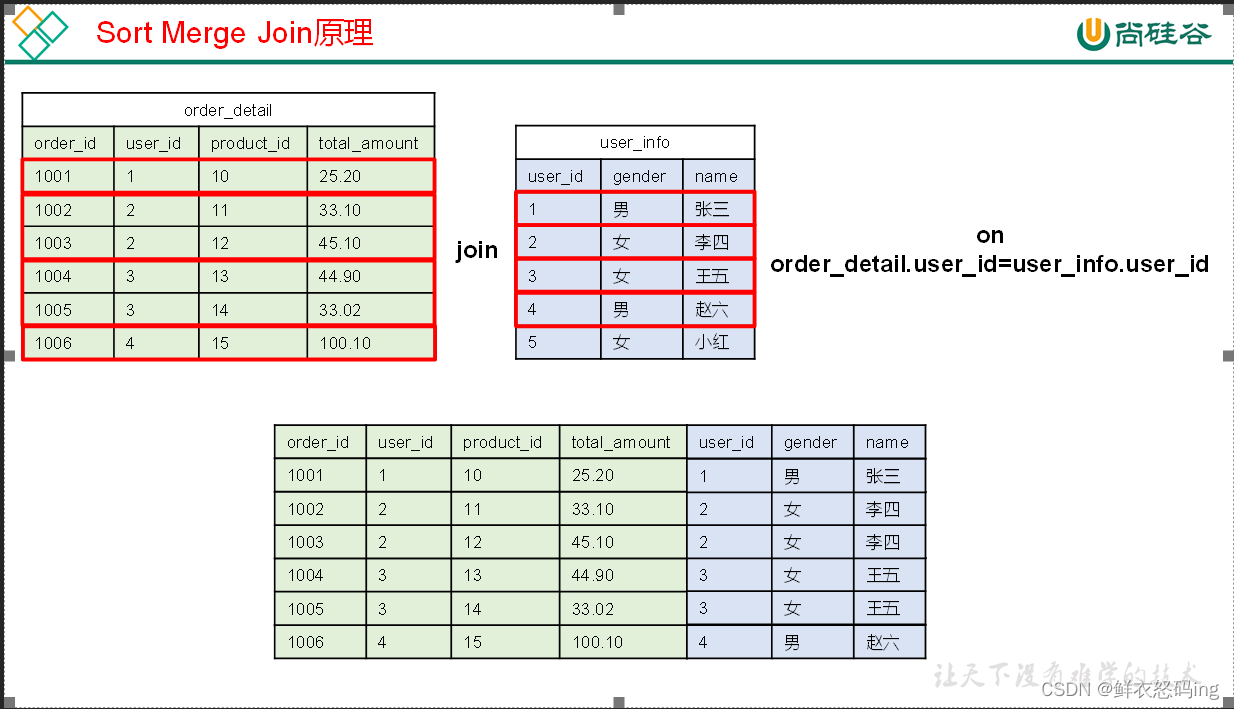 Sort Merge Join原理
尚硅谷
order_detail
order_id user_id product_id total_amount
1001 1 10 25.20
1002 2 11 33.10
1003 2 12 45.10
1004 3 13 44.90
1005 3 14 33.02
1006 4 15 100.10
join
user_info
user_id gender name
1 男 张三
2 女 李四
3 女 王五
4 男 赵六
5 女 小红
on
order_detail.user_id=user_info.user_id
order_id user_id product_id total_amount user_id gender name
1001 1 10 25.20 1 男 张三
1002 2 11 33.10 2 女 李四
1003 2 12 45.10 2 女 李四
1004 3 13 44.90 3 女 王五
1005 3 14 33.02 3 女 王五
1006 4 15 100.10 4 男 赵六
让天下没有难学的技术
CSDN @鲜衣怒码ing